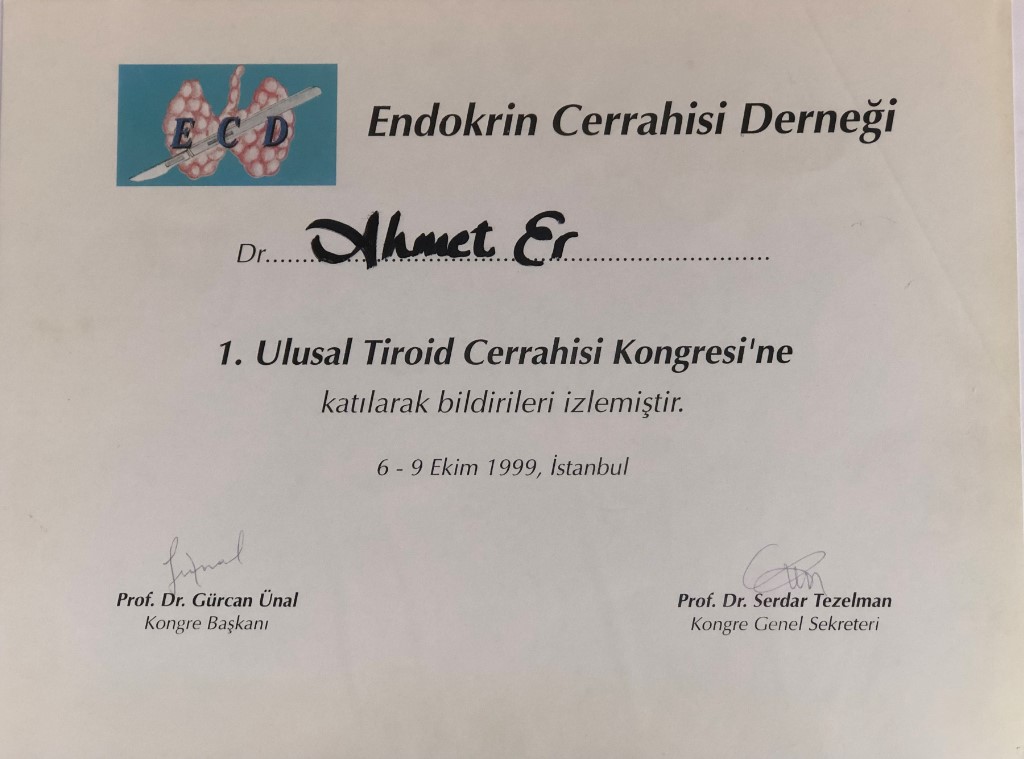 E C D
Endokrin Cerrahisi Derneği
Dr. Ahmet Er
1. Ulusal Tiroid Cerrahisi Kongresi'ne
katılarak bildirileri izlemiştir.
6 - 9 Ekim 1999, İstanbul
Prof. Dr. Gürcan Ünal
Kongre Başkanı
Prof. Dr. Serdar Tezelman
Kongre Genel Sekreteri